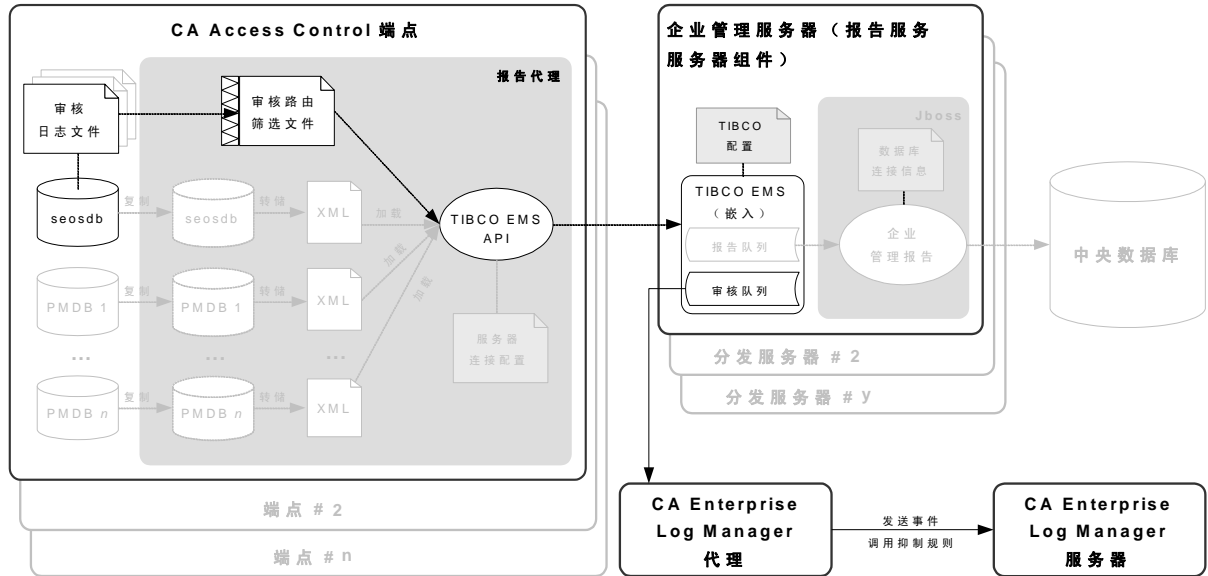 CA Access Control 端点
报告代理
审核
日志文件
审核路由
筛选文件
seosdb
复制
seosdb
转储
XML
加载
TIBCO EMS
API
PMDB 1
复制
PMDB 1
转储
XML
加载
...
...
...
加载
服务器
连接配置
PMDB n
复制
PMDB n
转储
XML
端点 # 2
端点 # n
企业管理服务器（报告服务
服务器组件）
TIBCO
配置
Jboss
数据库
连接信息
TIBCO EMS
（嵌入）
报告队列
审核队列
企业
管理报告
中央数据库
分发服务器 # 2
分发服务器 # y
CA Enterprise
Log Manager
代理
发送事件
调用抑制规则
CA Enterprise
Log Manager
服务器